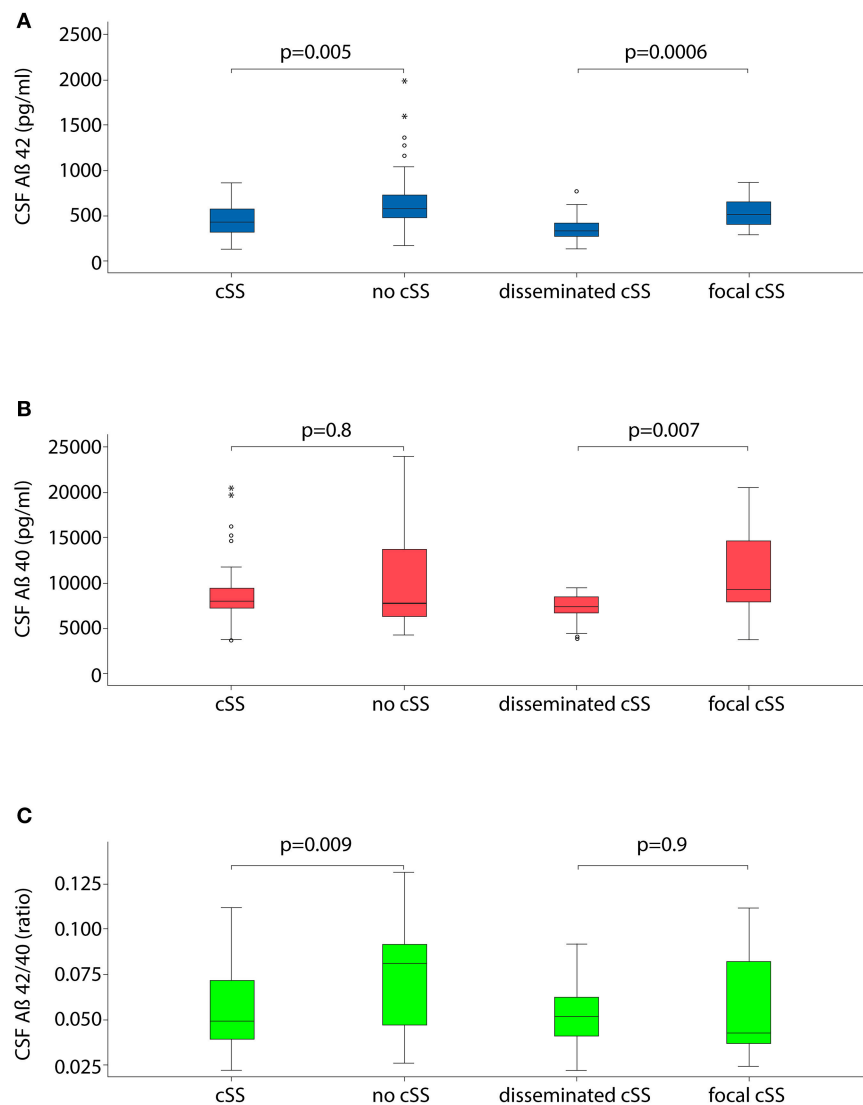 A
CSF Aß 42 (pg/ml)
2500
2000
1500
1000
500
0
p=0.005
p=0.0006
cSS
no cSS
disseminated cSS
focal cSS
B
CSF Aß 40 (pg/ml)
25000
20000
15000
10000
5000
0
p=0.8
p=0.007
cSS
no cSS
disseminated cSS
focal cSS
C
CSF Aß 42/40 (ratio)
0.125
0.100
0.075
0.050
0.025
p=0.009
p=0.9
cSS
no cSS
disseminated cSS
focal cSS